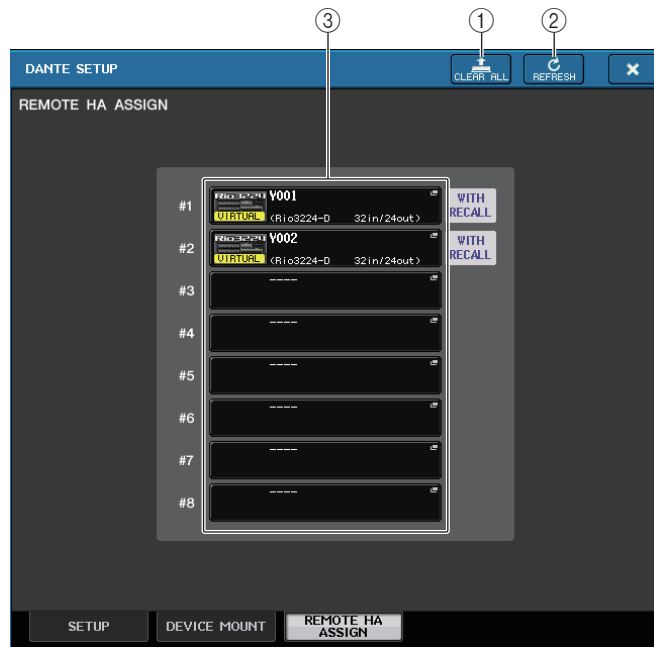 ③ ① ②
DANTE SETUP
CLEAR ALL
REFRESH
×
REMOTE HA ASSIGN
#1
Rio3224
VIRTUAL
Y001
(Rio3224-D 32in/24out)
WITH
RECALL
#2
Rio3224
VIRTUAL
Y002
(Rio3224-D 32in/24out)
WITH
RECALL
#3 ----
#4 ----
#5 ----
#6 ----
#7 ----
#8 ----
SETUP
DEVICE MOUNT
REMOTE HA
ASSIGN